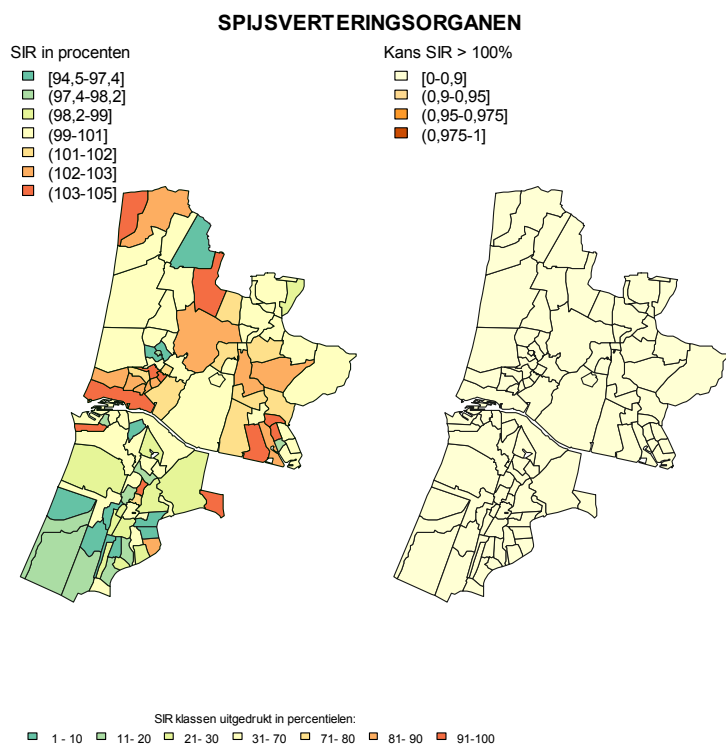 SPIJSVERTERINGSORGANEN
SIR in procenten
[94,5-97,4]
(97,4-98,2]
(98,2-99]
(99-101]
(101-102]
(102-103]
(103-105]
Kans SIR > 100%
[0-0,9]
(0,9-0,95]
(0,95-0,975]
(0,975-1]
SIR klassen uitgedrukt in percentielen:
1 - 10 11- 20 21- 30 31- 70 71- 80 81- 90 91-100